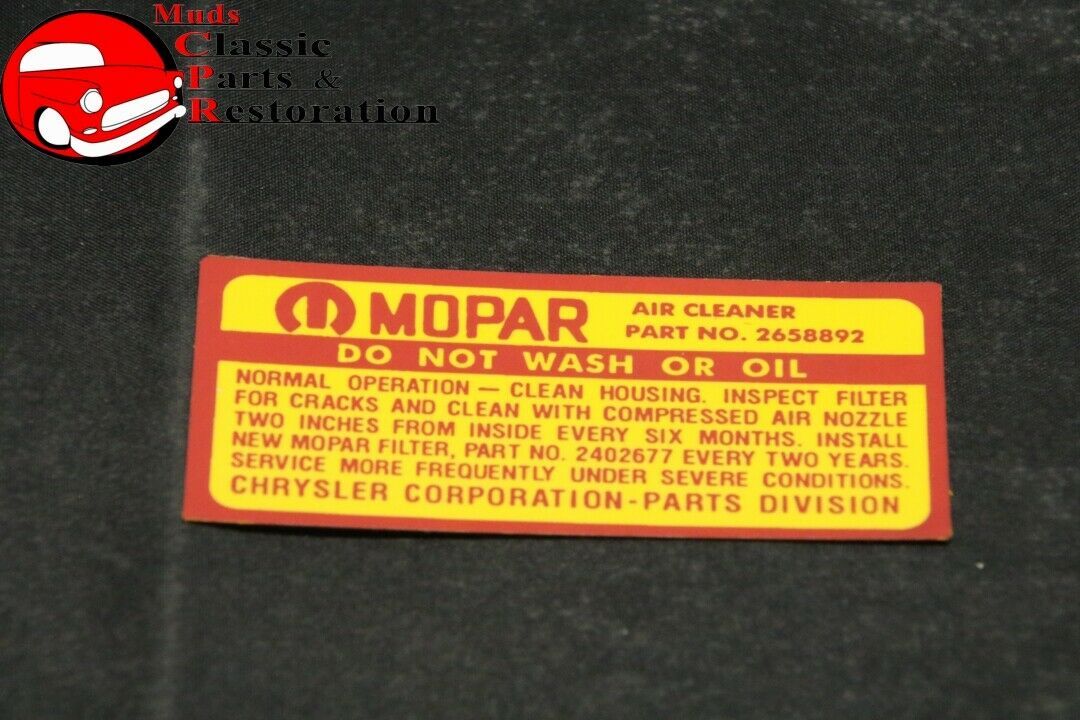 Muds
Classic
Parts &
Restoration
MOPAR
AIR CLEANER
PART NO. 2658892
DO NOT WASH OR OIL
NORMAL OPERATION — CLEAN HOUSING. INSPECT FILTER
FOR CRACKS AND CLEAN WITH COMPRESSED AIR NOZZLE
TWO INCHES FROM INSIDE EVERY SIX MONTHS. INSTALL
NEW MOPAR FILTER, PART NO. 2402677 EVERY TWO YEARS.
SERVICE MORE FREQUENTLY UNDER SEVERE CONDITIONS.
CHRYSLER CORPORATION-PARTS DIVISION